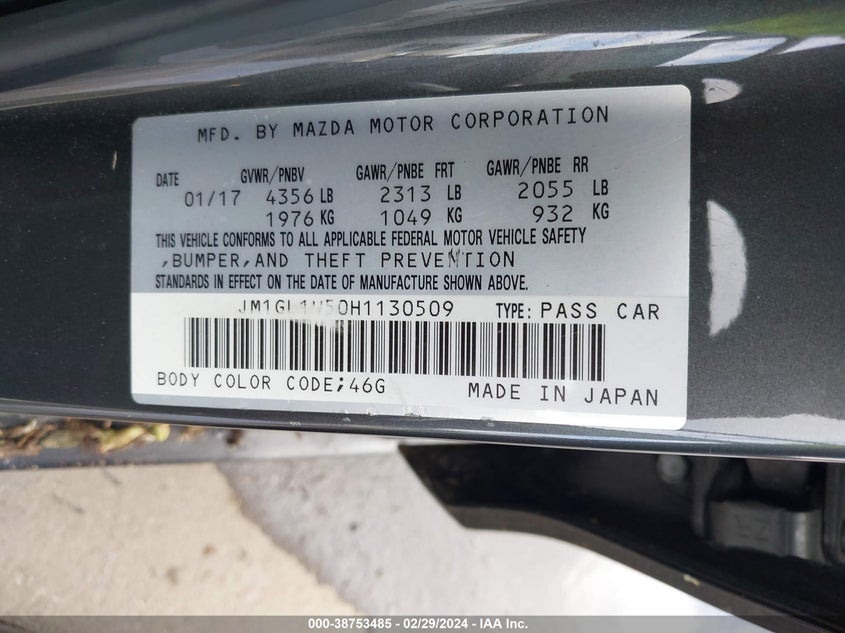 MFD. BY MAZDA MOTOR CORPORATION
DATE GVWR/PNBV GAWR/PNBE FRT GAWR/PNBE RR
01/17 4356 LB 2313 LB 2055 LB
1976 KG 1049 KG 932 KG
THIS VEHICLE CONFORMS TO ALL APPLICABLE FEDERAL MOTOR VEHICLE SAFETY
,BUMPER,AND THEFT PREVENTION
STANDARDS IN EFFECT ON THE DATE OF MANUFACTURE SHOWN ABOVE.
TYPE: PASS CAR
BODY COLOR CODE;46G MADE IN JAPAN
000-38753485 - 02/29/2024 - IAA Inc.